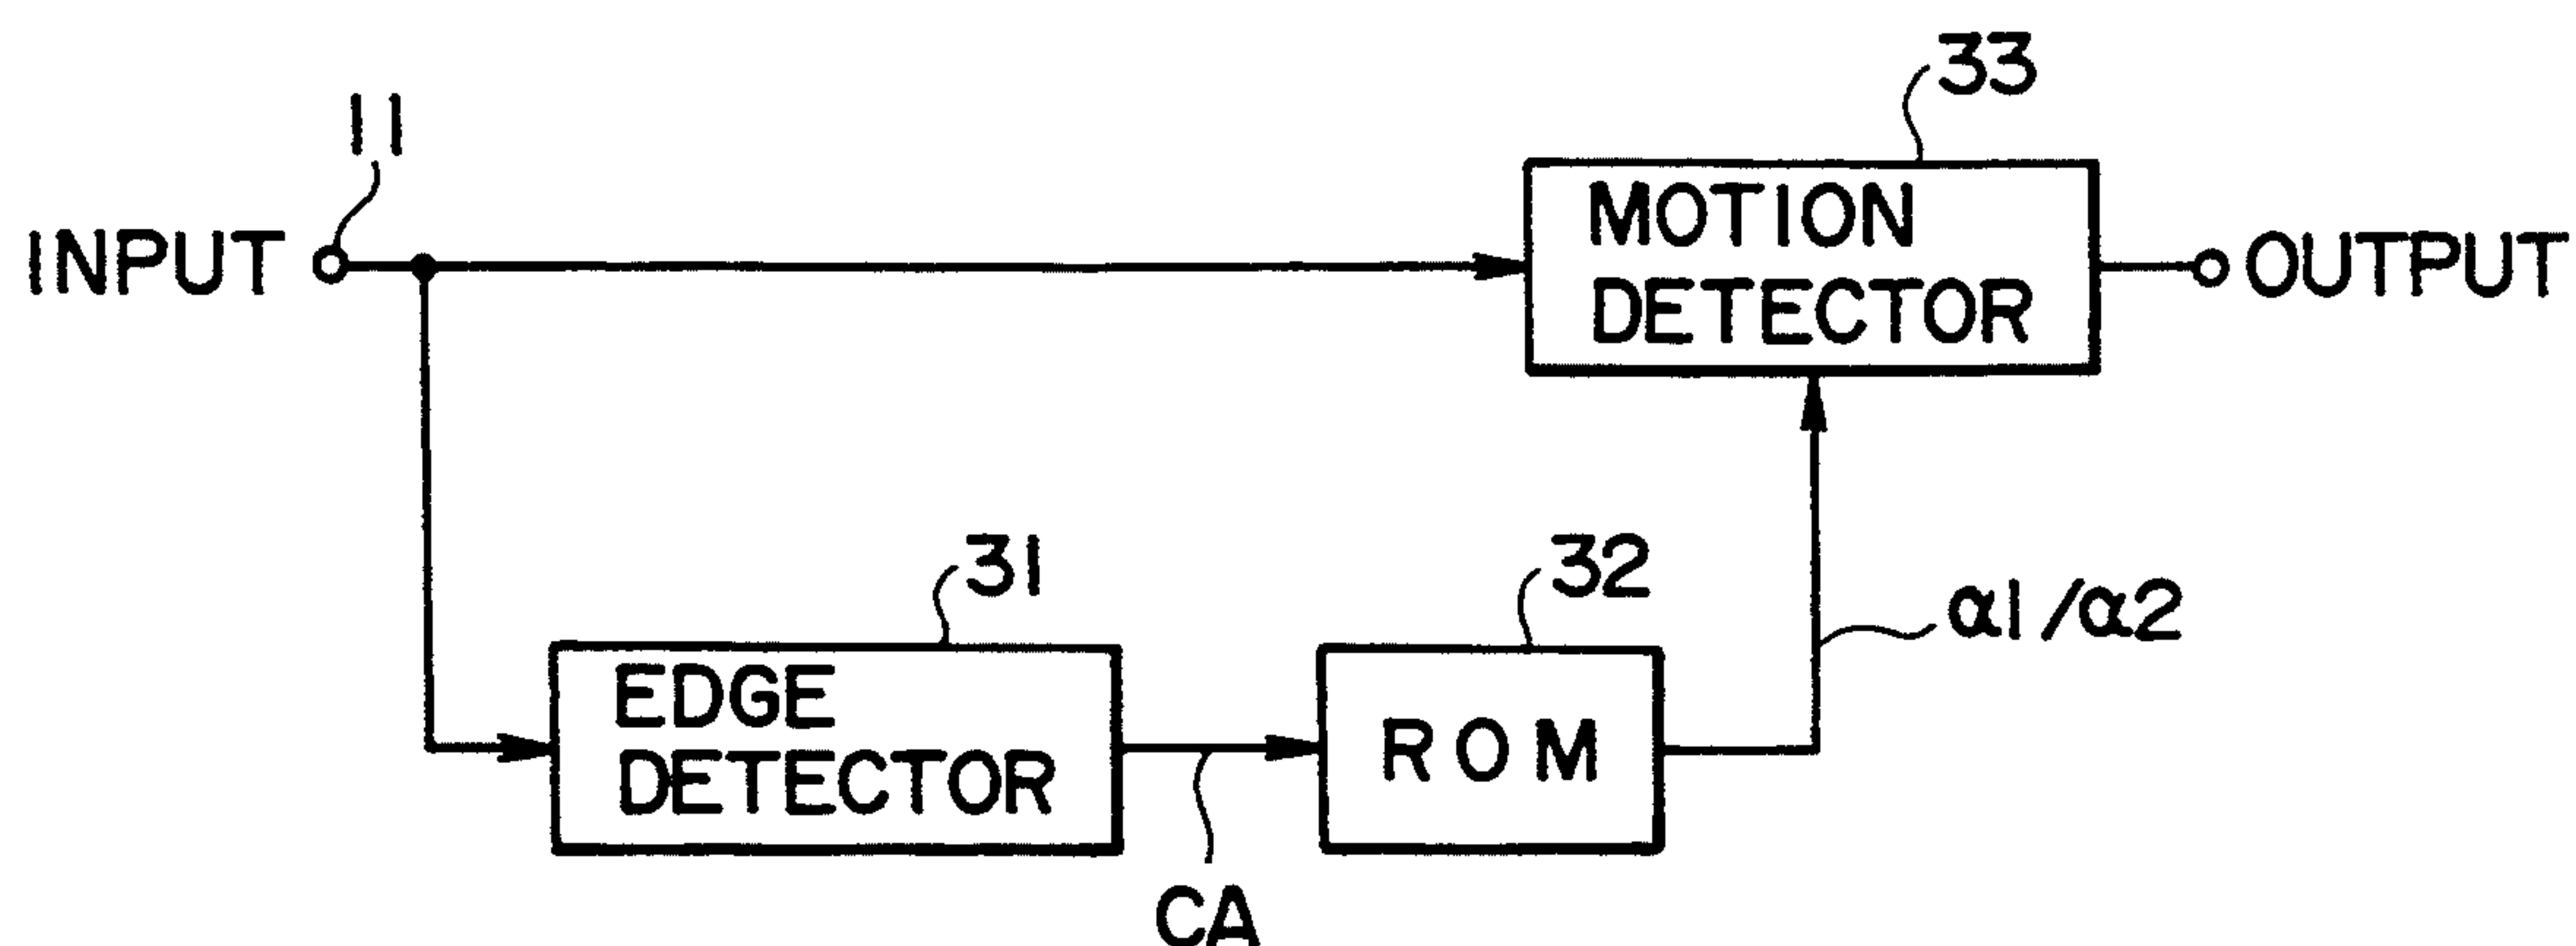 33
11
INPUT
MOTION
DETECTOR
OUTPUT
31
32
α1/α2
EDGE
DETECTOR
ROM
CA